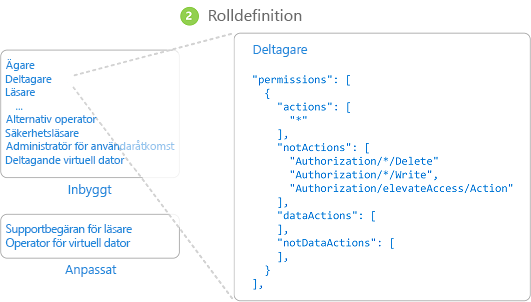 2 Rolldefinition
Ägare
Deltagare
Läsare
...
Alternativ operator
Säkerhetsläsare
Administratör för användaråtkomst
Deltagande virtuell dator
Inbyggt
Supportbegäran för läsare
Operator för virtuell dator
Anpassat
Deltagare
"permissions": [
{
"actions": [
"*"
],
"notActions": [
"Authorization/*/Delete"
"Authorization/*/Write",
"Authorization/elevateAccess/Action"
],
"dataActions": [
],
"notDataActions": [
],
}
],